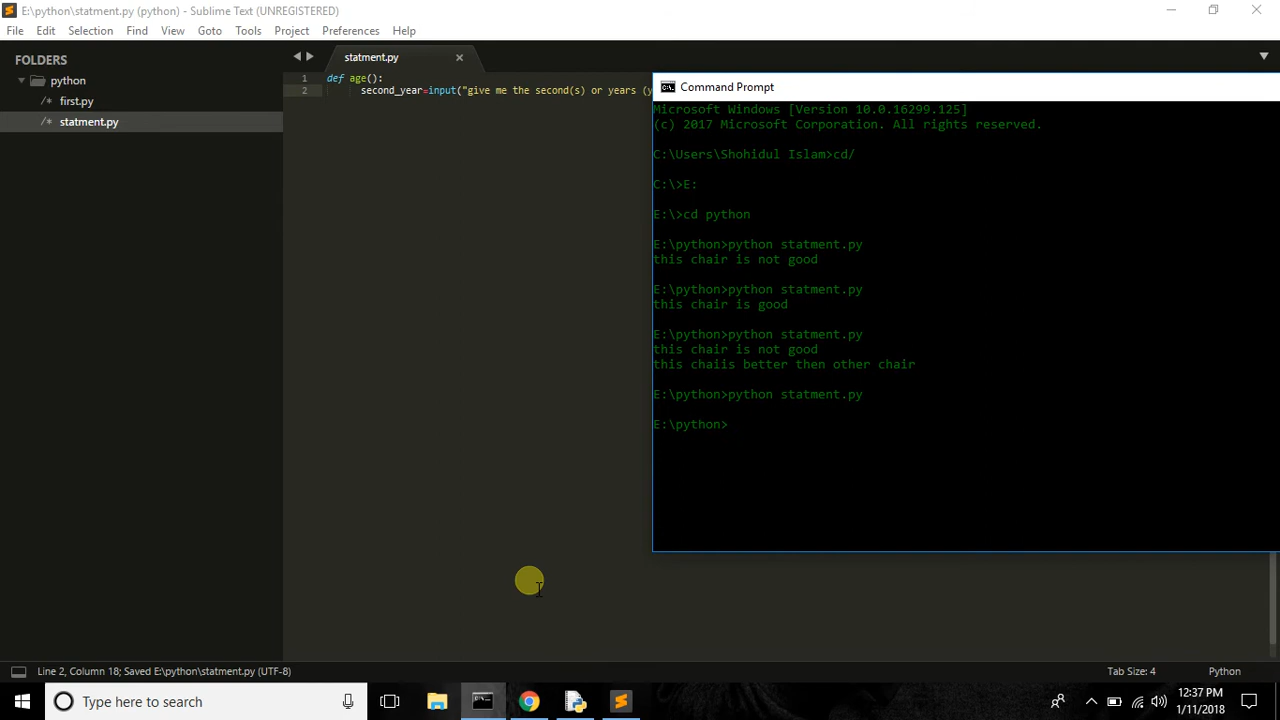 E:\python\statment.py (python) - Sublime Text (UNREGISTERED)
File Edit Selection Find View Goto Tools Project Preferences Help
FOLDERS
python
/* first.py
/* statment.py
statment.py
1 def age():
2 second_year=input("give me the second(s) or years (y
Command Prompt
Microsoft Windows [Version 10.0.16299.125]
(c) 2017 Microsoft Corporation. All rights reserved.
C:\Users\Shohidul Islam>cd/
C:\>E:
E:\>cd python
E:\python>python statment.py
this chair is not good
E:\python>python statment.py
this chair is good
E:\python>python statment.py
this chair is not good
this chaiis better then other chair
E:\python>python statment.py
E:\python>
Line 2, Column 18; Saved E:\python\statment.py (UTF-8)
Tab Size: 4
Python
Type here to search
12:37 PM
1/11/2018